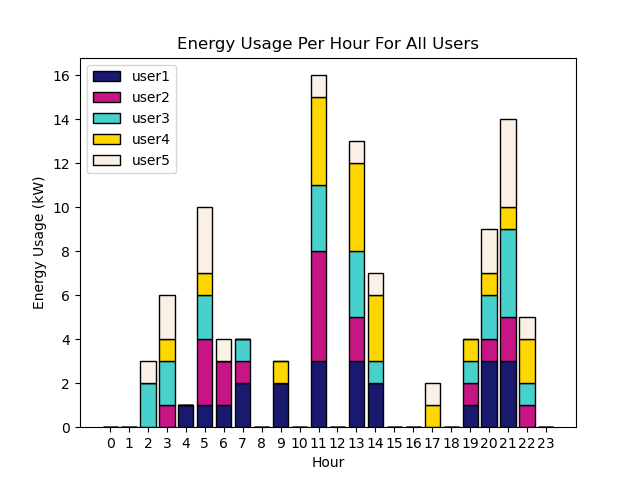 Energy Usage Per Hour For All Users
user1
user2
user3
user4
user5
Energy Usage (kW)
16
14
12
10
8
6
4
2
0
0 1 2 3 4 5 6 7 8 9 10 11 12 13 14 15 16 17 18 19 20 21 22 23
Hour